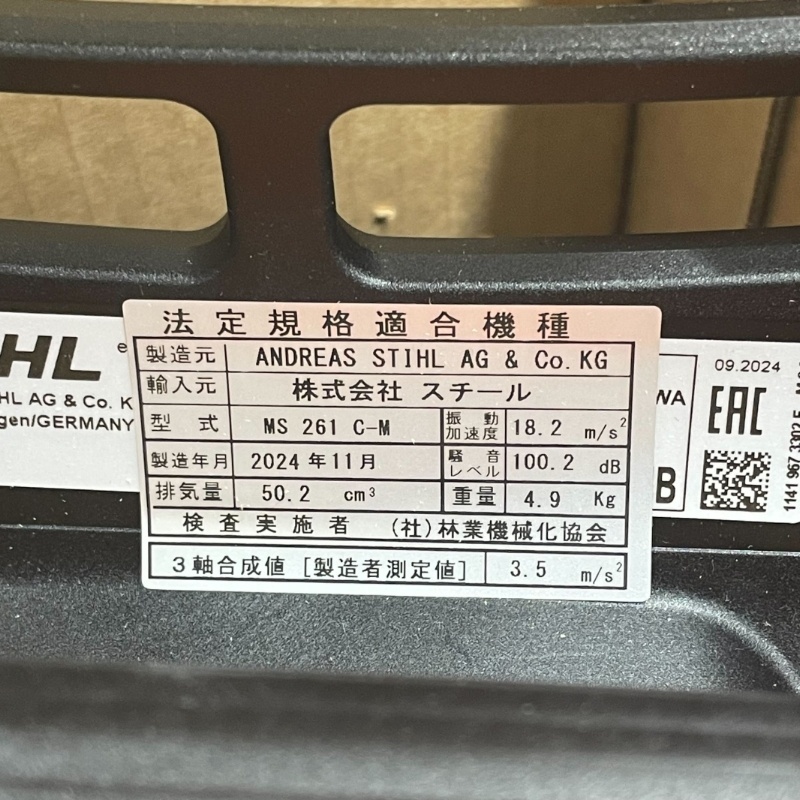 法定規格適合機種
製造元 ANDREAS STIHL AG & Co. KG
輸入元 株式会社 スチール
型式 MS 261 C-M 振動加速度 18.2 m/s²
製造年月 2024年11月 騒音レベル 100.2 dB
排気量 50.2 cm³ 重量 4.9 Kg
検査実施者 (社)林業機械化協会
3軸合成値 [製造者測定値] 3.5 m/s²
HL
HL AG & Co. K
gen/GERMANY
WA
B
09.2024
EAC
1141 967 3302 5